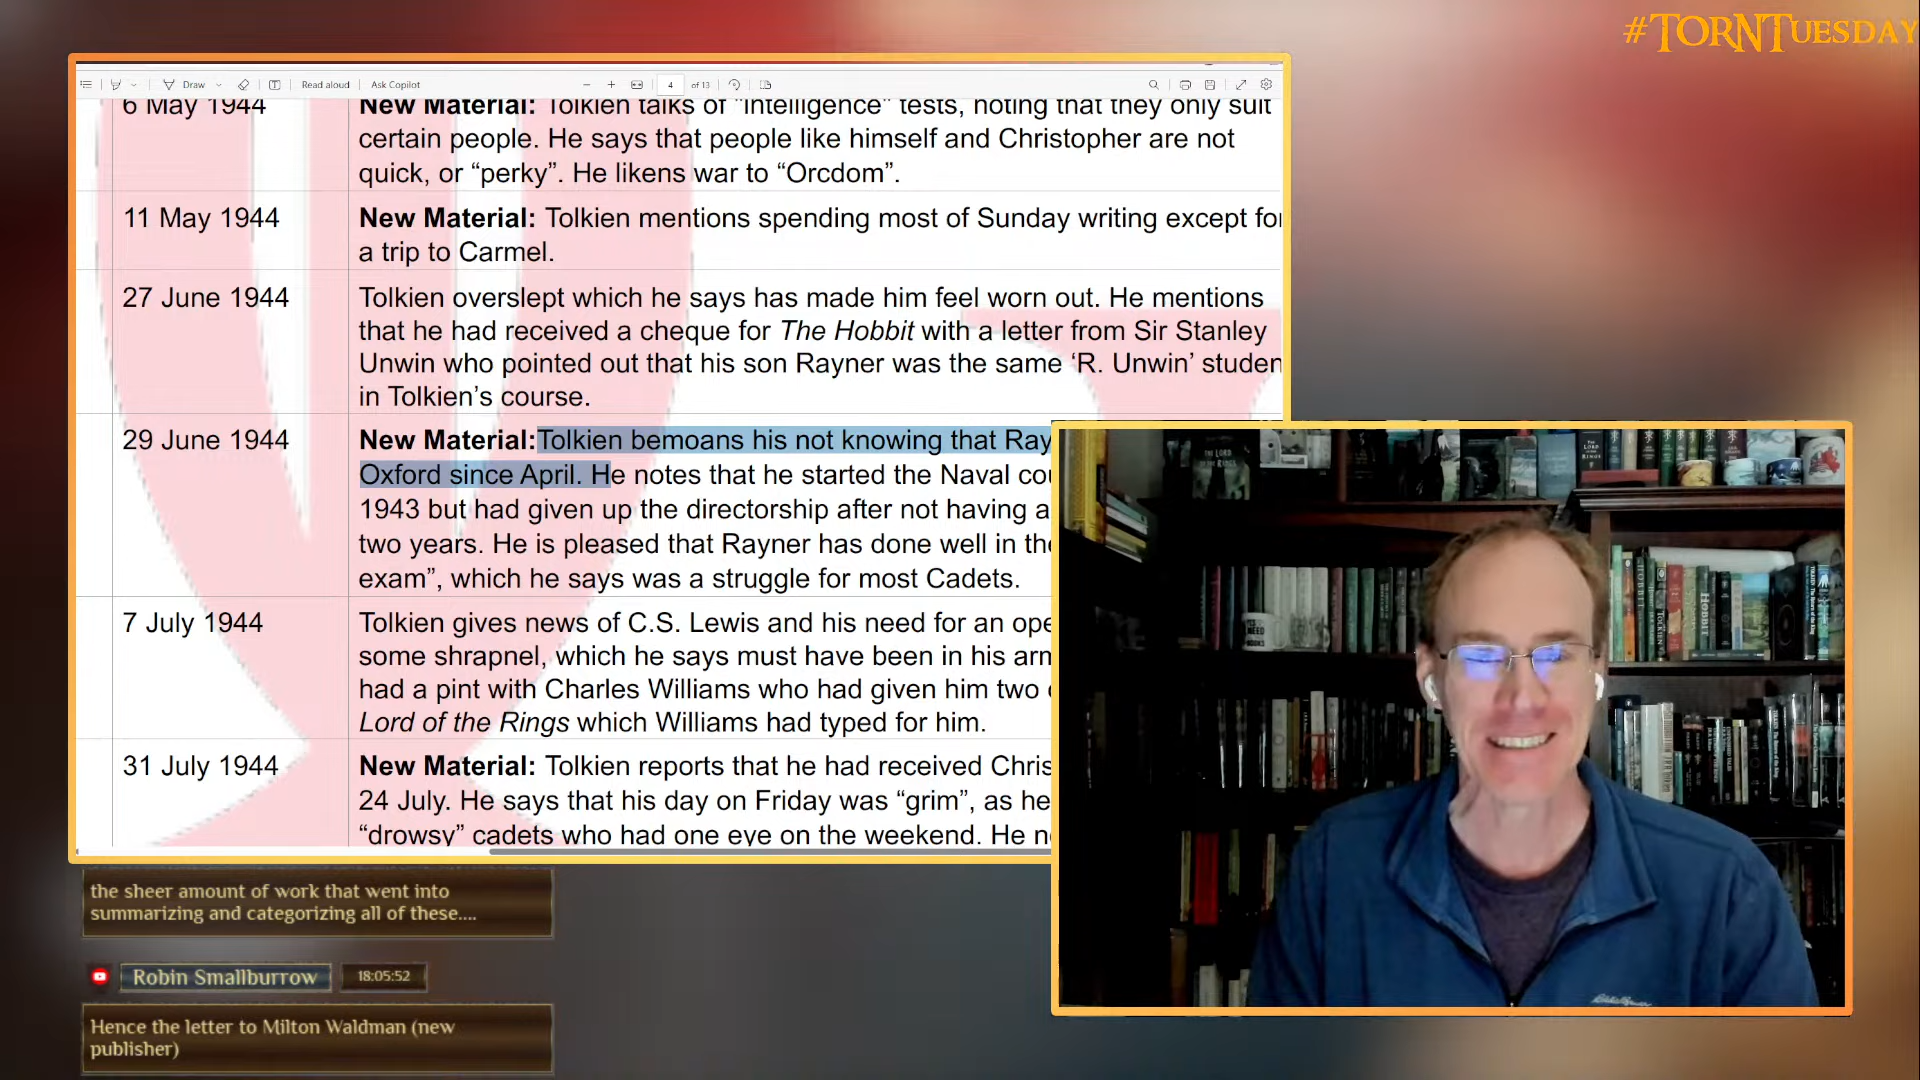 #TORNTUESDAY
Draw
Read aloud
Ask Copilot
4
of 13
6 May 1944
New Material: Tolkien talks of "intelligence" tests, noting that they only suit
certain people. He says that people like himself and Christopher are not
quick, or “perky”. He likens war to “Orcdom”.
11 May 1944
New Material: Tolkien mentions spending most of Sunday writing except for
a trip to Carmel.
27 June 1944
Tolkien overslept which he says has made him feel worn out. He mentions
that he had received a cheque for The Hobbit with a letter from Sir Stanley
Unwin who pointed out that his son Rayner was the same ‘R. Unwin’ studen
in Tolkien’s course.
29 June 1944
New Material: Tolkien bemoans his not knowing that Ray
Oxford since April. He notes that he started the Naval cou
1943 but had given up the directorship after not having a
two years. He is pleased that Rayner has done well in the
exam”, which he says was a struggle for most Cadets.
7 July 1944
Tolkien gives news of C.S. Lewis and his need for an ope
some shrapnel, which he says must have been in his arm
had a pint with Charles Williams who had given him two
Lord of the Rings which Williams had typed for him.
31 July 1944
New Material: Tolkien reports that he had received Chris
24 July. He says that his day on Friday was “grim”, as he
“drowsy” cadets who had one eye on the weekend. He n
the sheer amount of work that went into
summarizing and categorizing all of these....
Robin Smallburrow
18:05:52
Hence the letter to Milton Waldman (new
publisher)
THE LORD
OF THE RINGS
HOBBIT
TOLKIEN